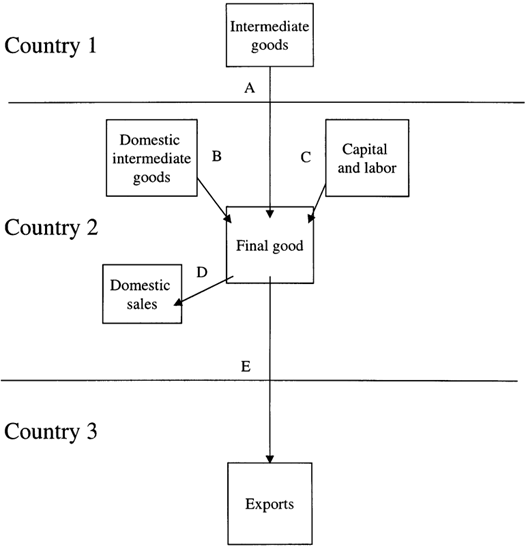 Intermediate
goods
Country 1
A
Domestic
intermediate
goods
B
C
Capital
and labor
Country 2
Final good
D
Domestic
sales
E
Country 3
Exports